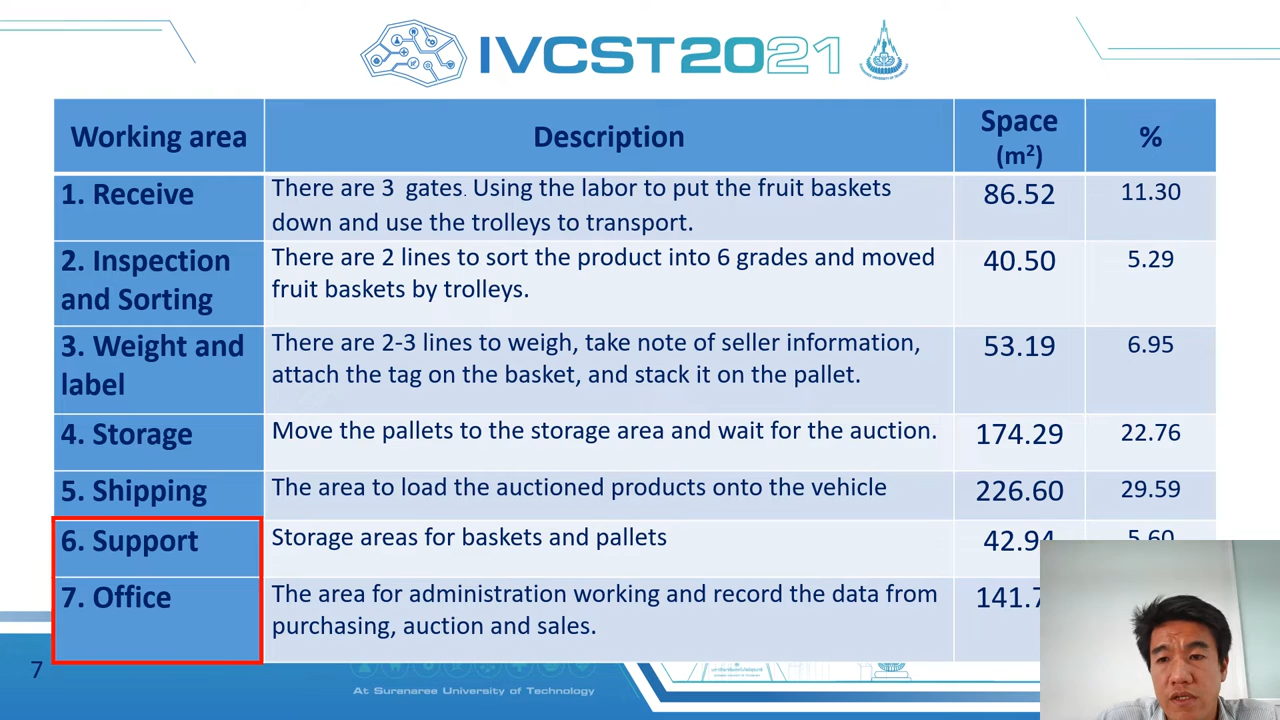 IVCST2021
Working area
Description
Space
(m²)
%
1. Receive
There are 3 gates. Using the labor to put the fruit baskets
down and use the trolleys to transport.
86.52
11.30
2. Inspection
and Sorting
There are 2 lines to sort the product into 6 grades and moved
fruit baskets by trolleys.
40.50
5.29
3. Weight and
label
There are 2-3 lines to weigh, take note of seller information,
attach the tag on the basket, and stack it on the pallet.
53.19
6.95
4. Storage
Move the pallets to the storage area and wait for the auction.
174.29
22.76
5. Shipping
The area to load the auctioned products onto the vehicle
226.60
29.59
6. Support
Storage areas for baskets and pallets
42.94
5.60
7. Office
The area for administration working and record the data from
purchasing, auction and sales.
7
At Suranaree University of Technology